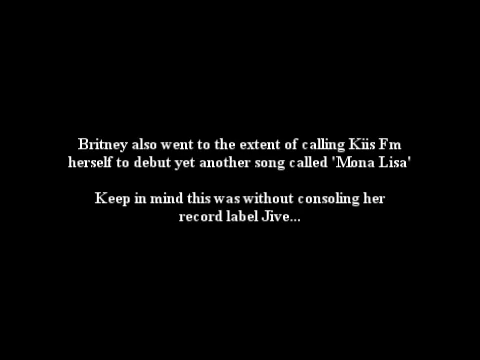 Britney also went to the extent of calling Kiis Fm
herself to debut yet another song called 'Mona Lisa'
Keep in mind this was without consoling her
record label Jive...